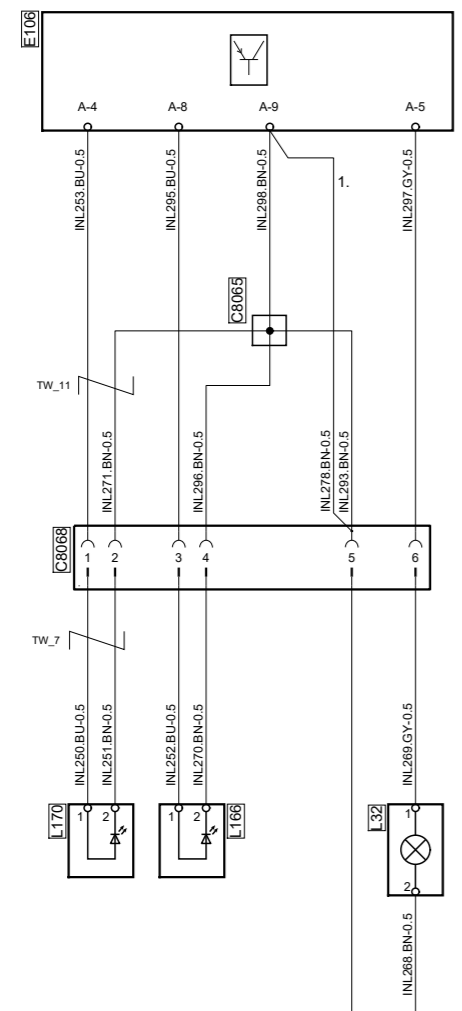 E106
A-4 A-8 A-9 A-5
INL253.BU-0.5
INL295.BU-0.5
INL298.BN-0.5
1.
INL297.GY-0.5
C8065
TW_11
INL271.BN-0.5
INL296.BN-0.5
INL278.BN-0.5
INL293.BN-0.5
C8068
1 2 3 4 5 6
TW_7
INL250.BU-0.5
INL251.BN-0.5
INL252.BU-0.5
INL270.BN-0.5
INL269.GY-0.5
L170
1 2
1 2
L166
L32
1
2
INL268.BN-0.5